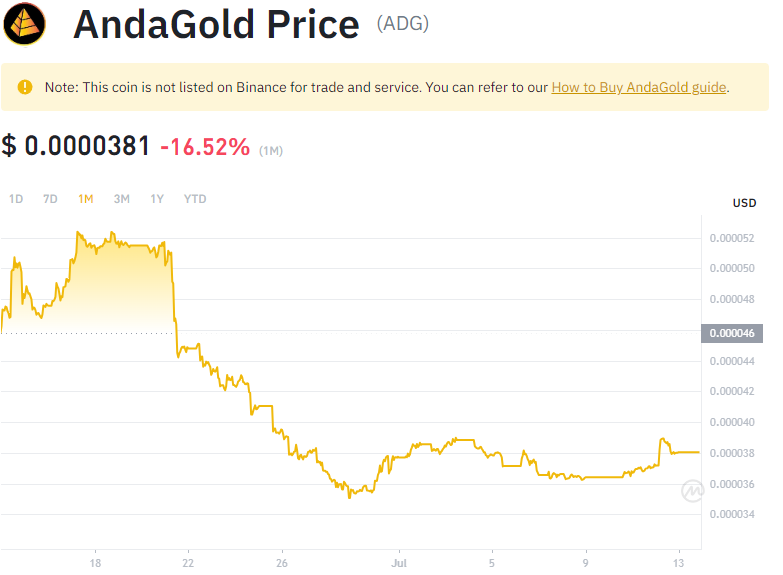 AndaGold Price (ADG)
Note: This coin is not listed on Binance for trade and service. You can refer to our How to Buy AndaGold guide.
$ 0.0000381 -16.52% (1M)
1D 7D 1M 3M 1Y YTD
USD
0.000052
0.000050
0.000048
0.000046
0.000044
0.000042
0.000040
0.000038
0.000036
0.000034
18 22 26 Jul 5 9 13